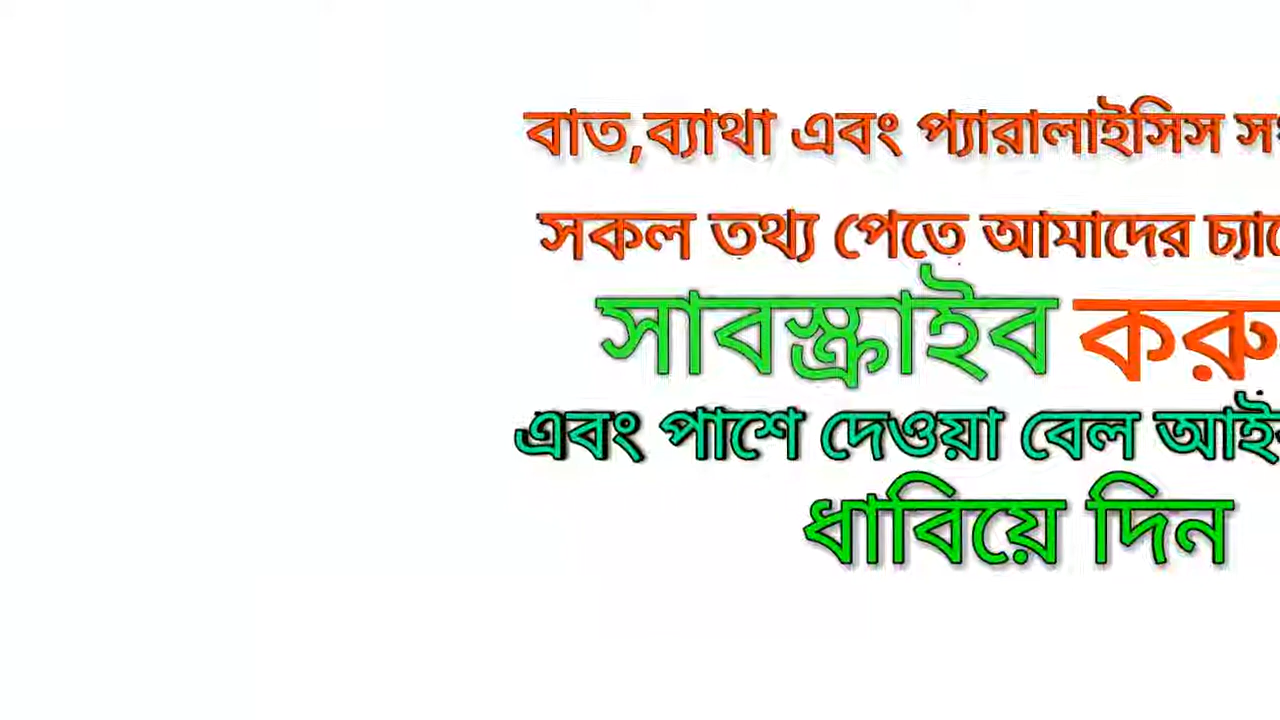 বাত,ব্যাথা এবং প্যারালাইসিস
সকল তথ্য পেতে আমাদের
সাবস্ক্রাইব
এবং পাশে দেওয়া বেল
ধাবিয়ে দিন